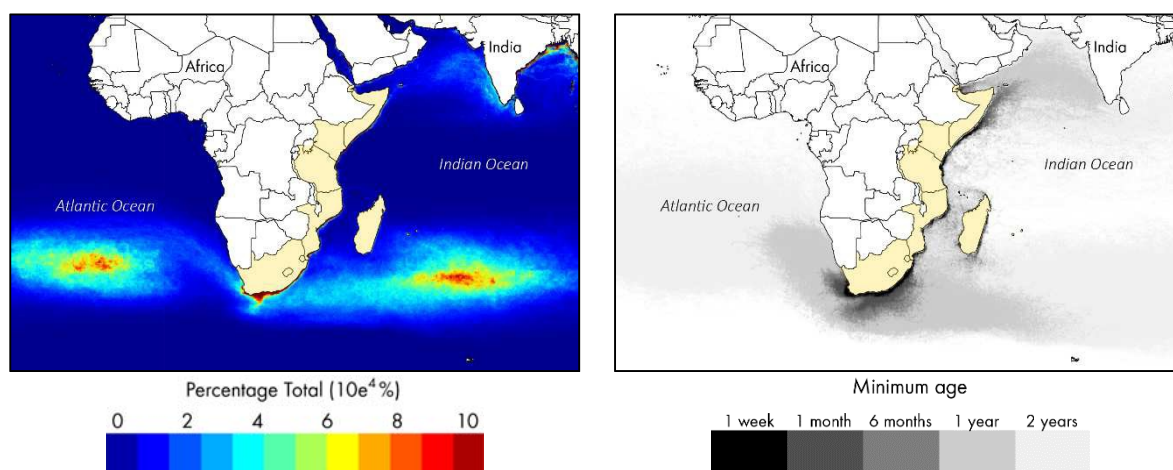 India
Africa
Indian Ocean
Atlantic Ocean
Percentage Total (10e⁴%)
0 2 4 6 8 10
India
Africa
Indian Ocean
Atlantic Ocean
Minimum age
1 week 1 month 6 months 1 year 2 years